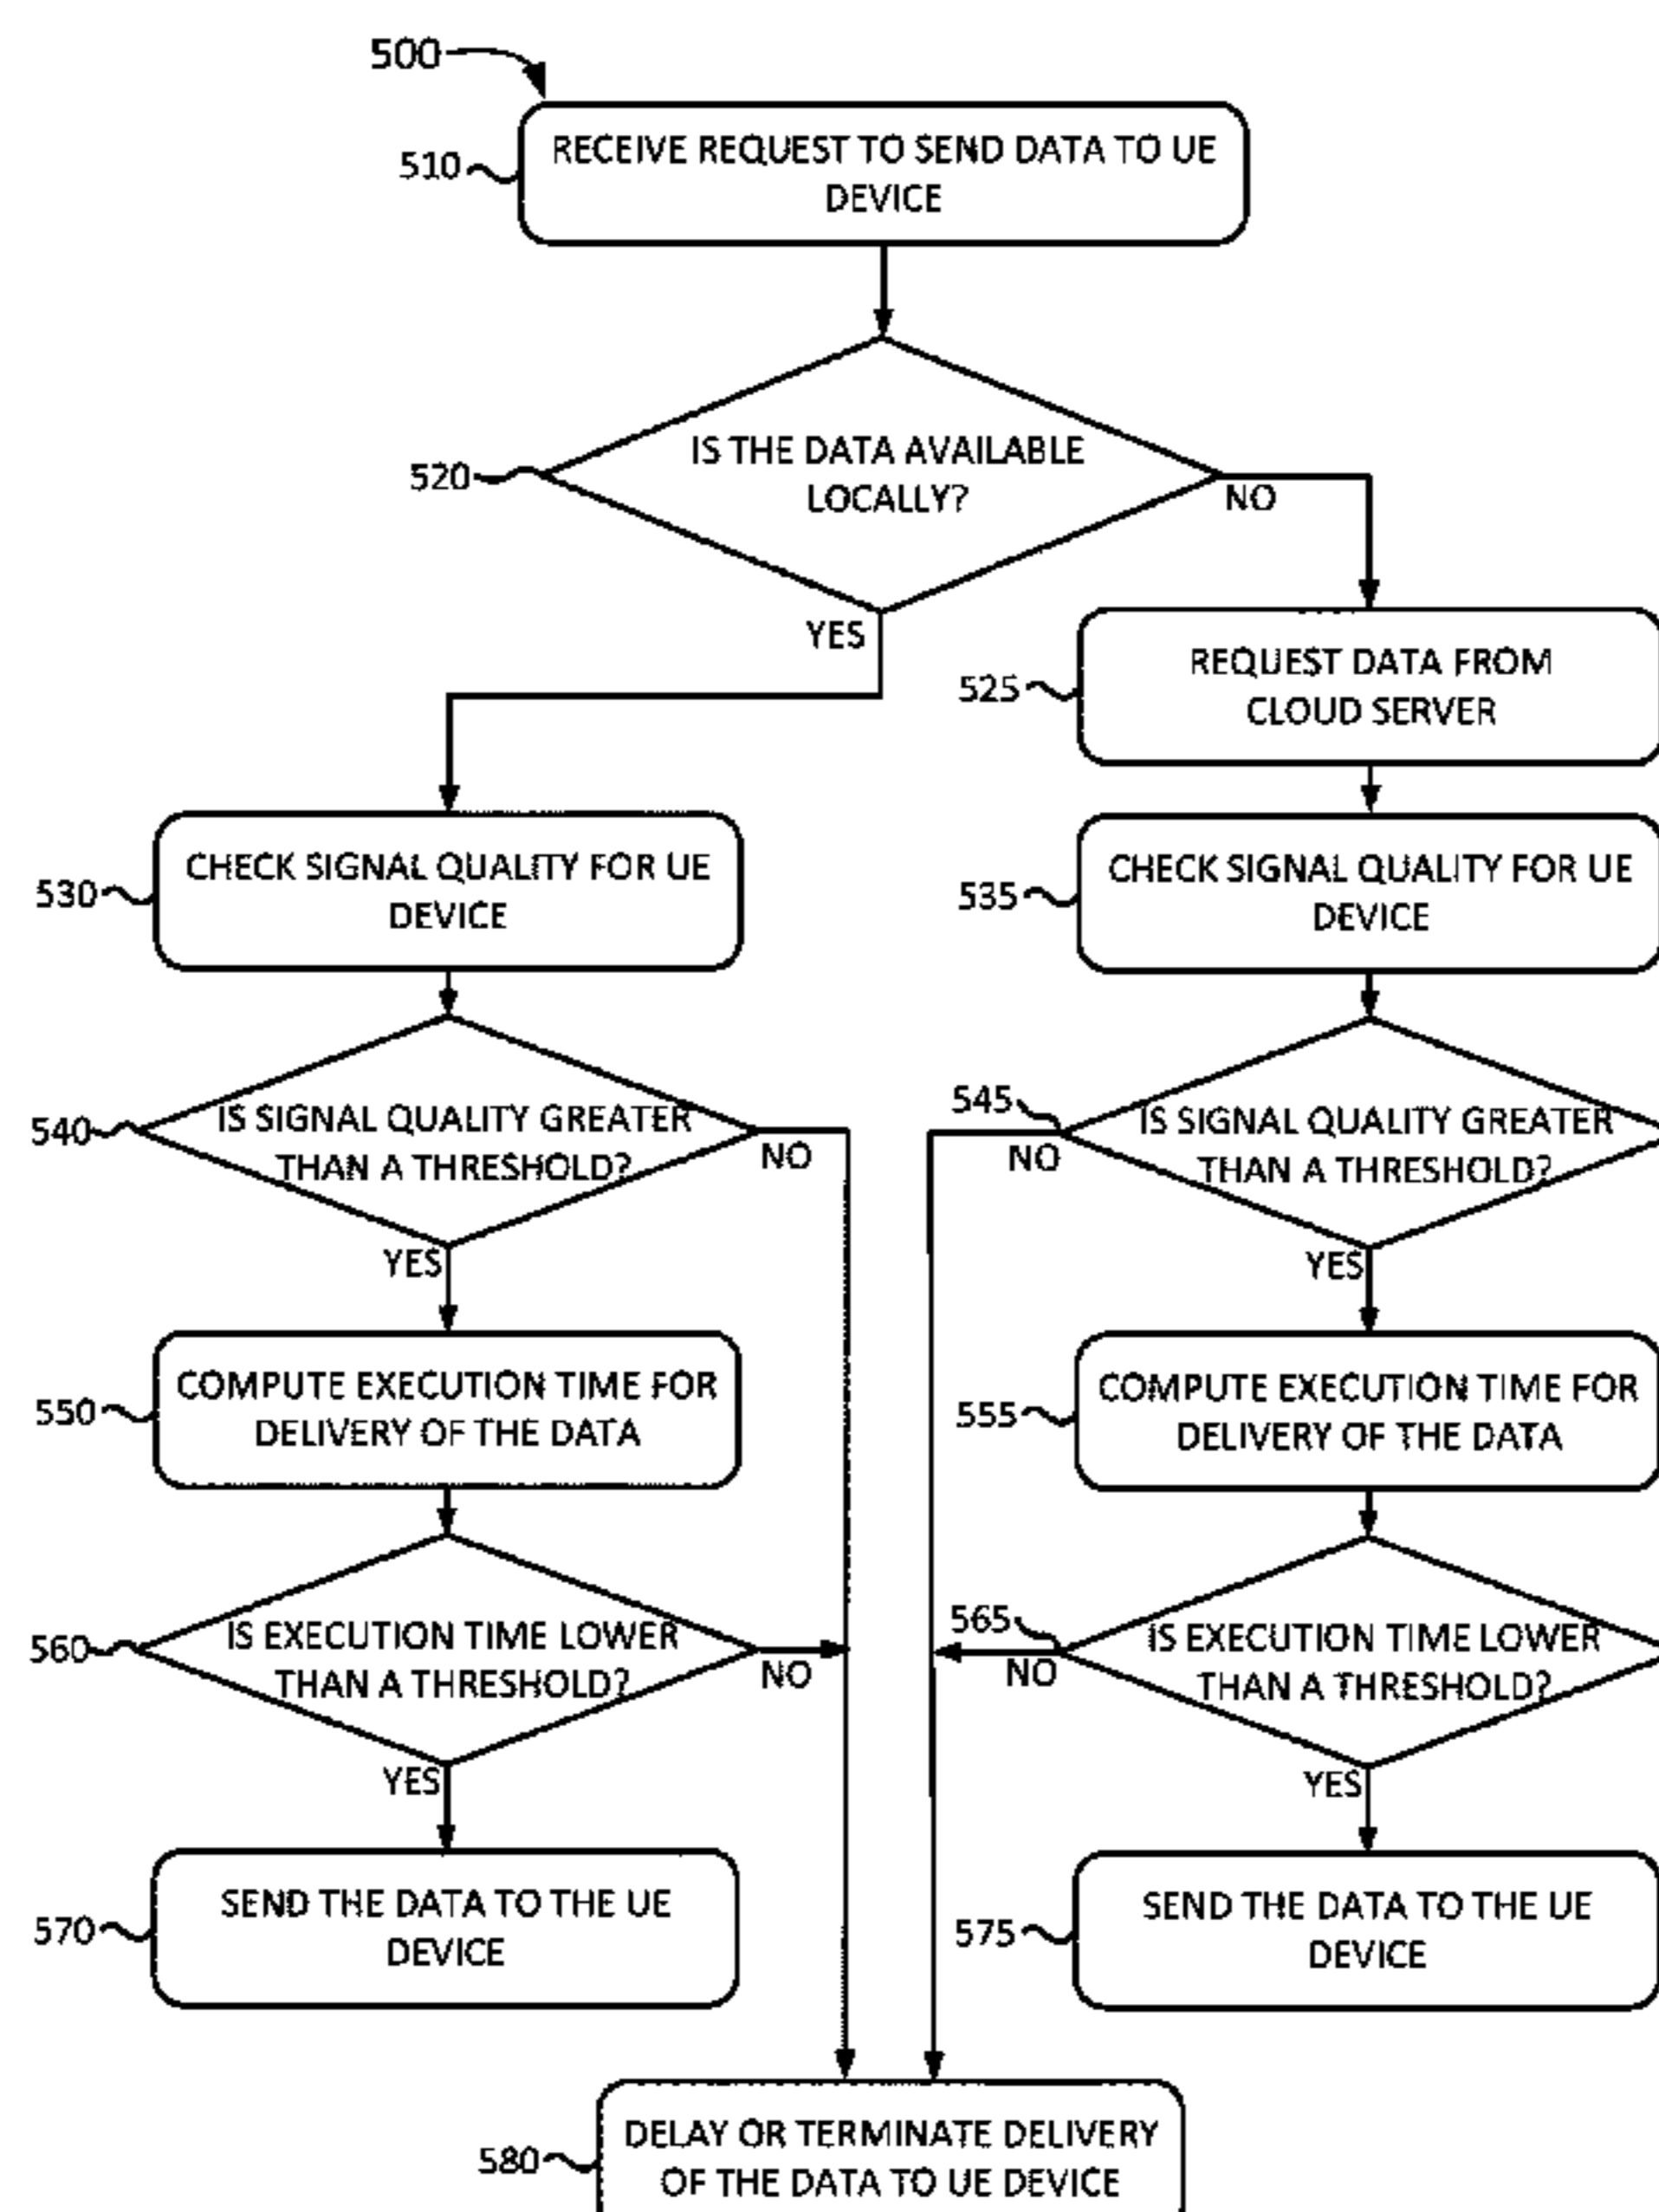 500
510
RECEIVE REQUEST TO SEND DATA TO UE
DEVICE
520
IS THE DATA AVAILABLE
LOCALLY?
NO
YES
525
REQUEST DATA FROM
CLOUD SERVER
530
CHECK SIGNAL QUALITY FOR UE
DEVICE
535
CHECK SIGNAL QUALITY FOR UE
DEVICE
540
IS SIGNAL QUALITY GREATER
THAN A THRESHOLD?
NO
YES
545
IS SIGNAL QUALITY GREATER
THAN A THRESHOLD?
NO
YES
550
COMPUTE EXECUTION TIME FOR
DELIVERY OF THE DATA
555
COMPUTE EXECUTION TIME FOR
DELIVERY OF THE DATA
560
IS EXECUTION TIME LOWER
THAN A THRESHOLD?
NO
YES
565
IS EXECUTION TIME LOWER
THAN A THRESHOLD?
NO
YES
570
SEND THE DATA TO THE UE
DEVICE
575
SEND THE DATA TO THE UE
DEVICE
580
DELAY OR TERMINATE DELIVERY
OF THE DATA TO UE DEVICE